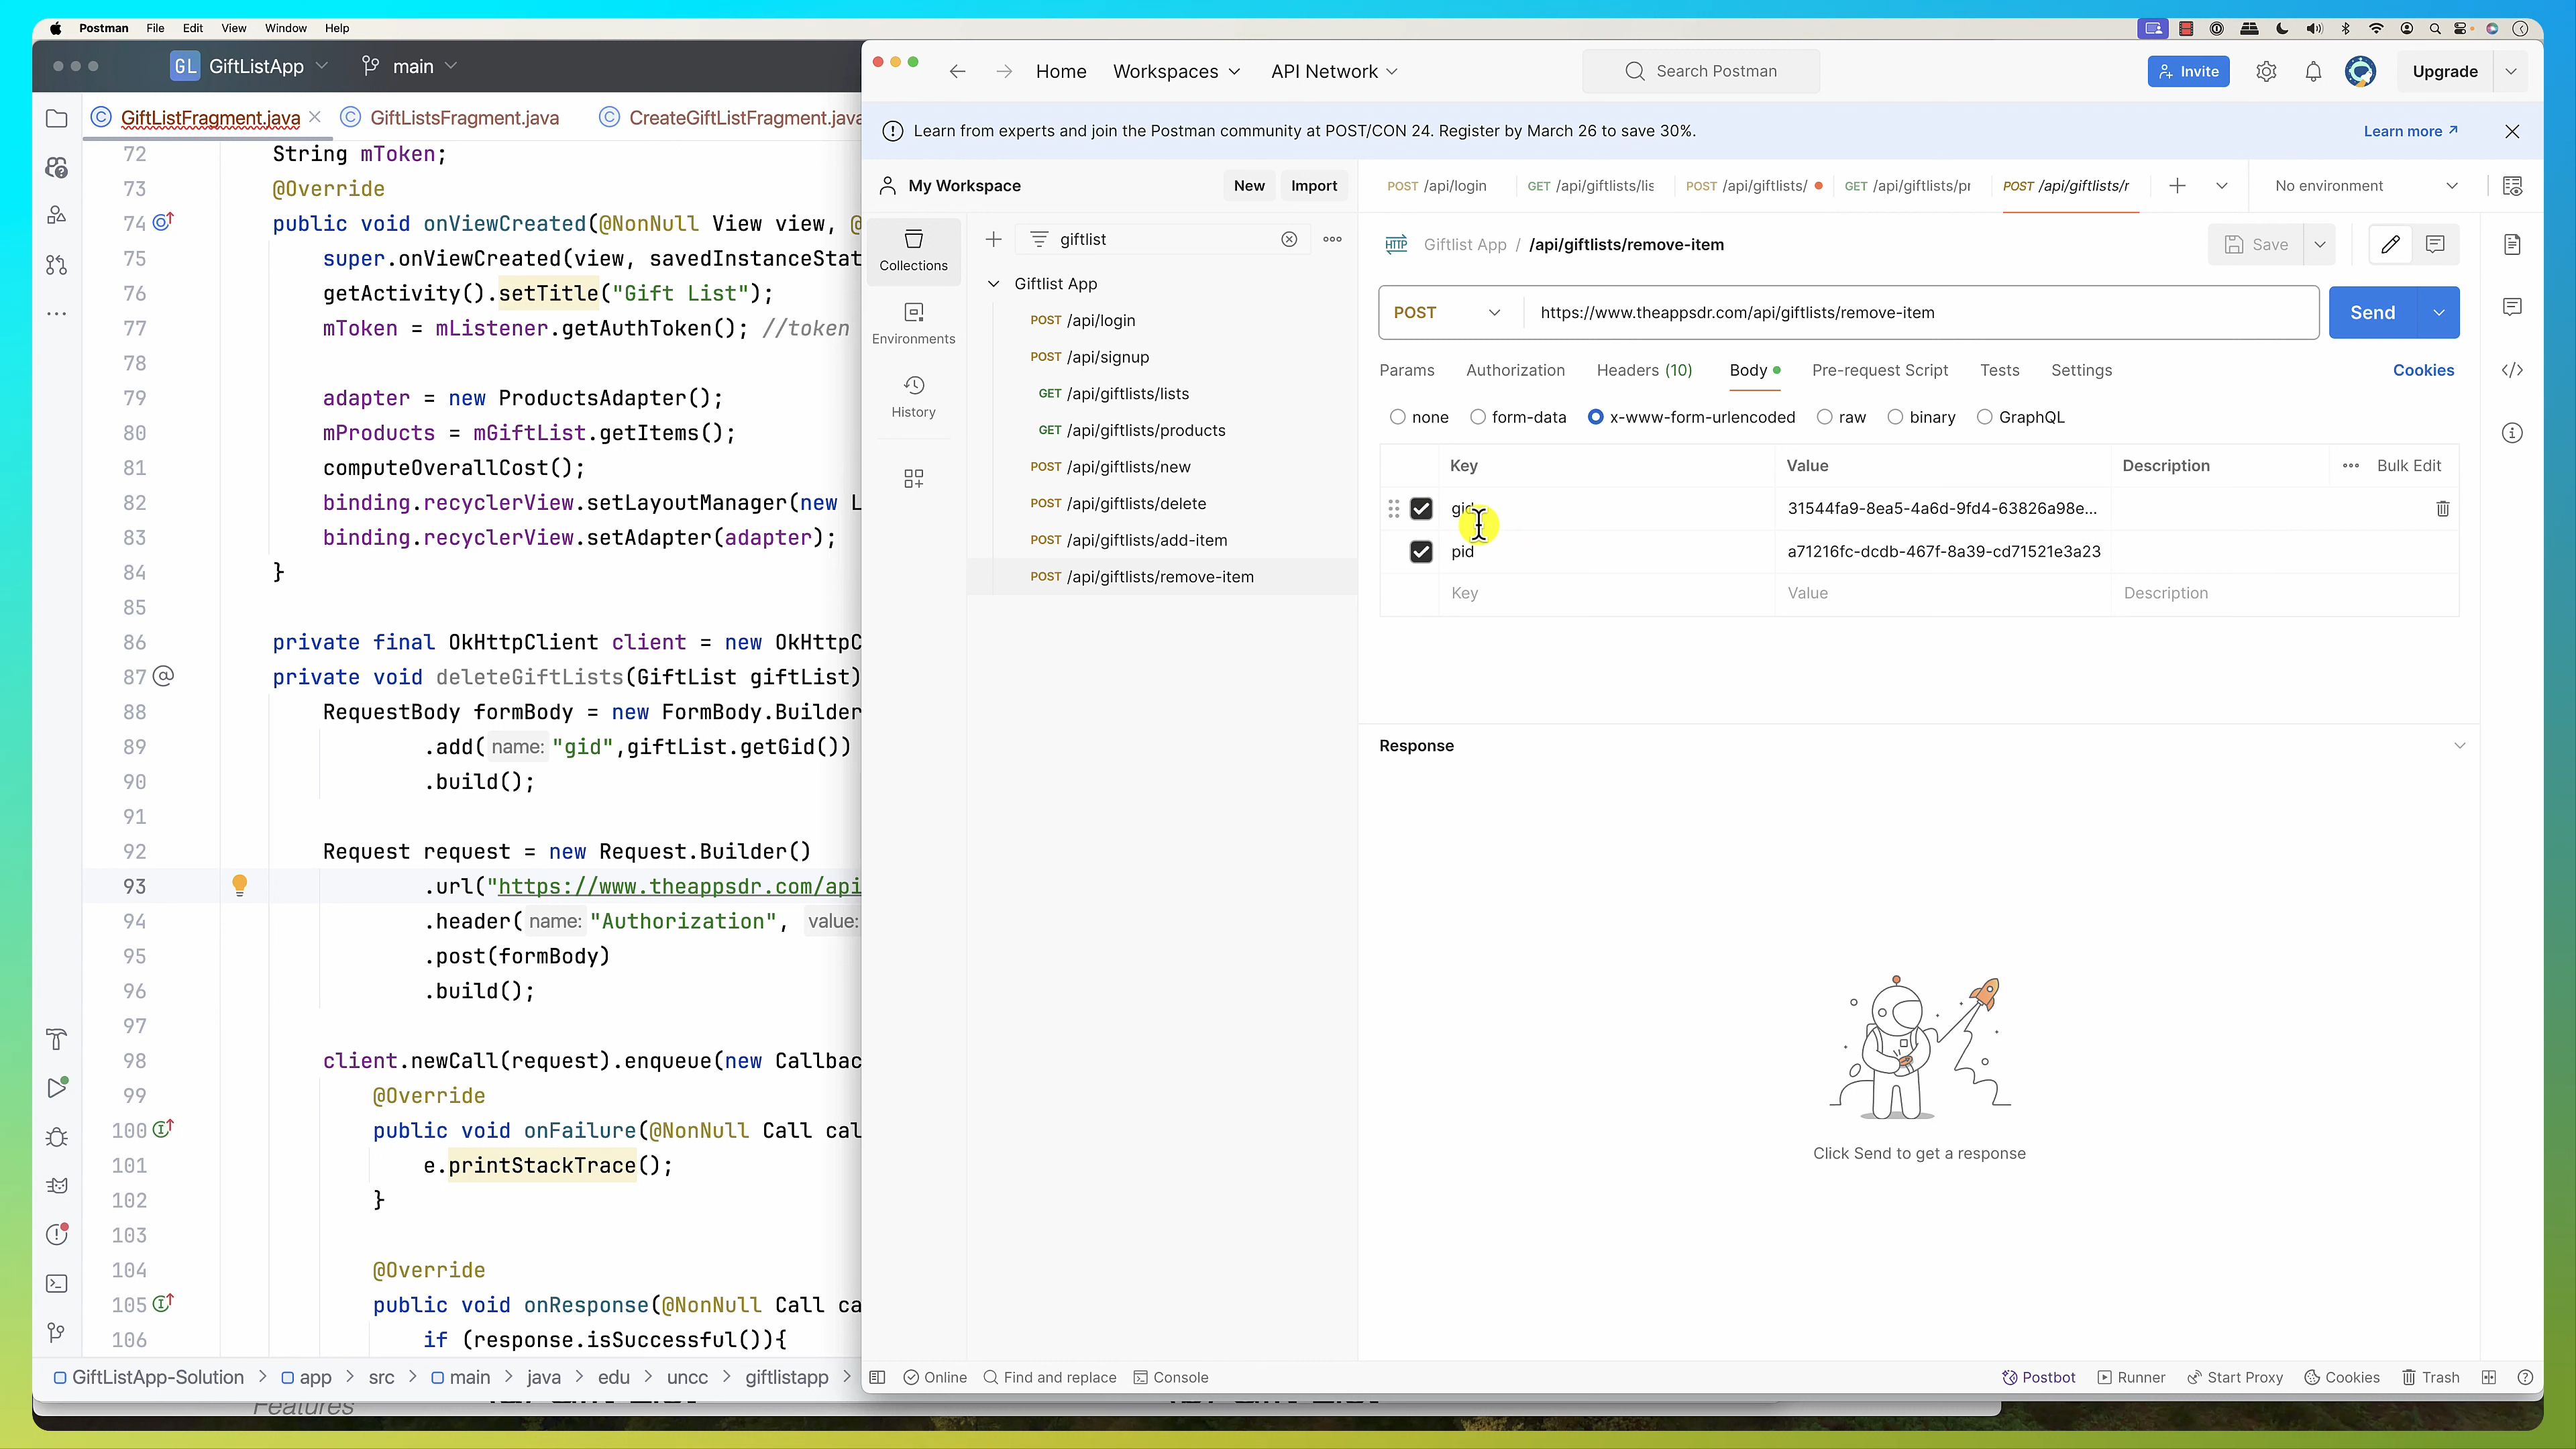 Postman File Edit View Window Help
GL GiftListApp main
GiftListFragment.java GiftListsFragment.java CreateGiftListFragment.java
72 String mToken;
73 @Override
74 public void onViewCreated(@NonNull View view, @
75 super.onViewCreated(view, savedInstanceStat
76 getActivity().setTitle("Gift List");
77 mToken = mListener.getAuthToken(); //token
78
79 adapter = new ProductsAdapter();
80 mProducts = mGiftList.getItems();
81 computeOverallCost();
82 binding.recyclerView.setLayoutManager(new L
83 binding.recyclerView.setAdapter(adapter);
84 }
85
86 private final OkHttpClient client = new OkHttpC
87 private void deleteGiftLists(GiftList giftList)
88 RequestBody formBody = new FormBody.Builder
89 .add( name: "gid",giftList.getGid())
90 .build();
91
92 Request request = new Request.Builder()
93 .url("https://www.theappsdr.com/api
94 .header( name: "Authorization", value:
95 .post(formBody)
96 .build();
97
98 client.newCall(request).enqueue(new Callbac
99 @Override
100 public void onFailure(@NonNull Call cal
101 e.printStackTrace();
102 }
103
104 @Override
105 public void onResponse(@NonNull Call ca
106 if (response.isSuccessful()){
GiftListApp-Solution > app > src > main > java > edu > uncc > giftlistapp >
Features
Home Workspaces API Network Search Postman Invite Upgrade
Learn from experts and join the Postman community at POST/CON 24. Register by March 26 to save 30%. Learn more
My Workspace New Import
POST /api/login GET /api/giftlists/lis POST /api/giftlists/ GET /api/giftlists/pr POST /api/giftlists/r No environment
Collections
Environments
History
giftlist
Giftlist App
POST /api/login
POST /api/signup
GET /api/giftlists/lists
GET /api/giftlists/products
POST /api/giftlists/new
POST /api/giftlists/delete
POST /api/giftlists/add-item
POST /api/giftlists/remove-item
HTTP Giftlist App / /api/giftlists/remove-item Save
POST https://www.theappsdr.com/api/giftlists/remove-item Send
Params Authorization Headers (10) Body Pre-request Script Tests Settings Cookies
none form-data x-www-form-urlencoded raw binary GraphQL
Key Value Description Bulk Edit
gid 31544fa9-8ea5-4a6d-9fd4-63826a98e...
pid a71216fc-dcdb-467f-8a39-cd71521e3a23
Key Value Description
Response
Click Send to get a response
Online Find and replace Console Postbot Runner Start Proxy Cookies Trash